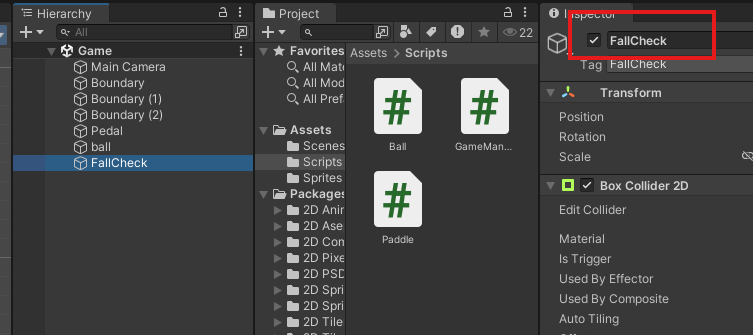 Hierarchy
All
Game
Main Camera
Boundary
Boundary (1)
Boundary (2)
Pedal
ball
FallCheck
Project
22
Favorites
All Mate
All Mod
All Pref
Assets
Scenes
Scripts
Sprites
Packages
2D Anim
2D Ase
2D Com
2D Pixe
2D PSD
2D Spri
2D Spri
2D Tile
Assets > Scripts
Ball
GameMan...
Paddle
Inspector
FallCheck
Tag FallCheck
Transform
Position
Rotation
Scale
Box Collider 2D
Edit Collider
Material
Is Trigger
Used By Effector
Used By Composite
Auto Tiling